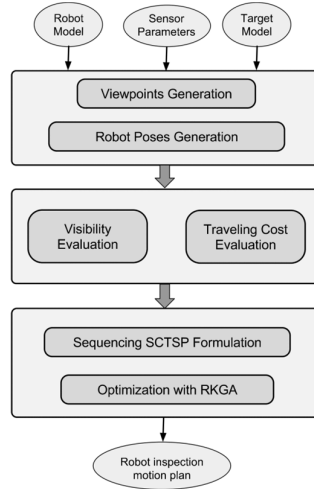 Robot
Model
Sensor
Parameters
Target
Model
Viewpoints Generation
Robot Poses Generation
Visibility
Evaluation
Traveling Cost
Evaluation
Sequencing SCTSP Formulation
Optimization with RKGA
Robot inspection
motion plan